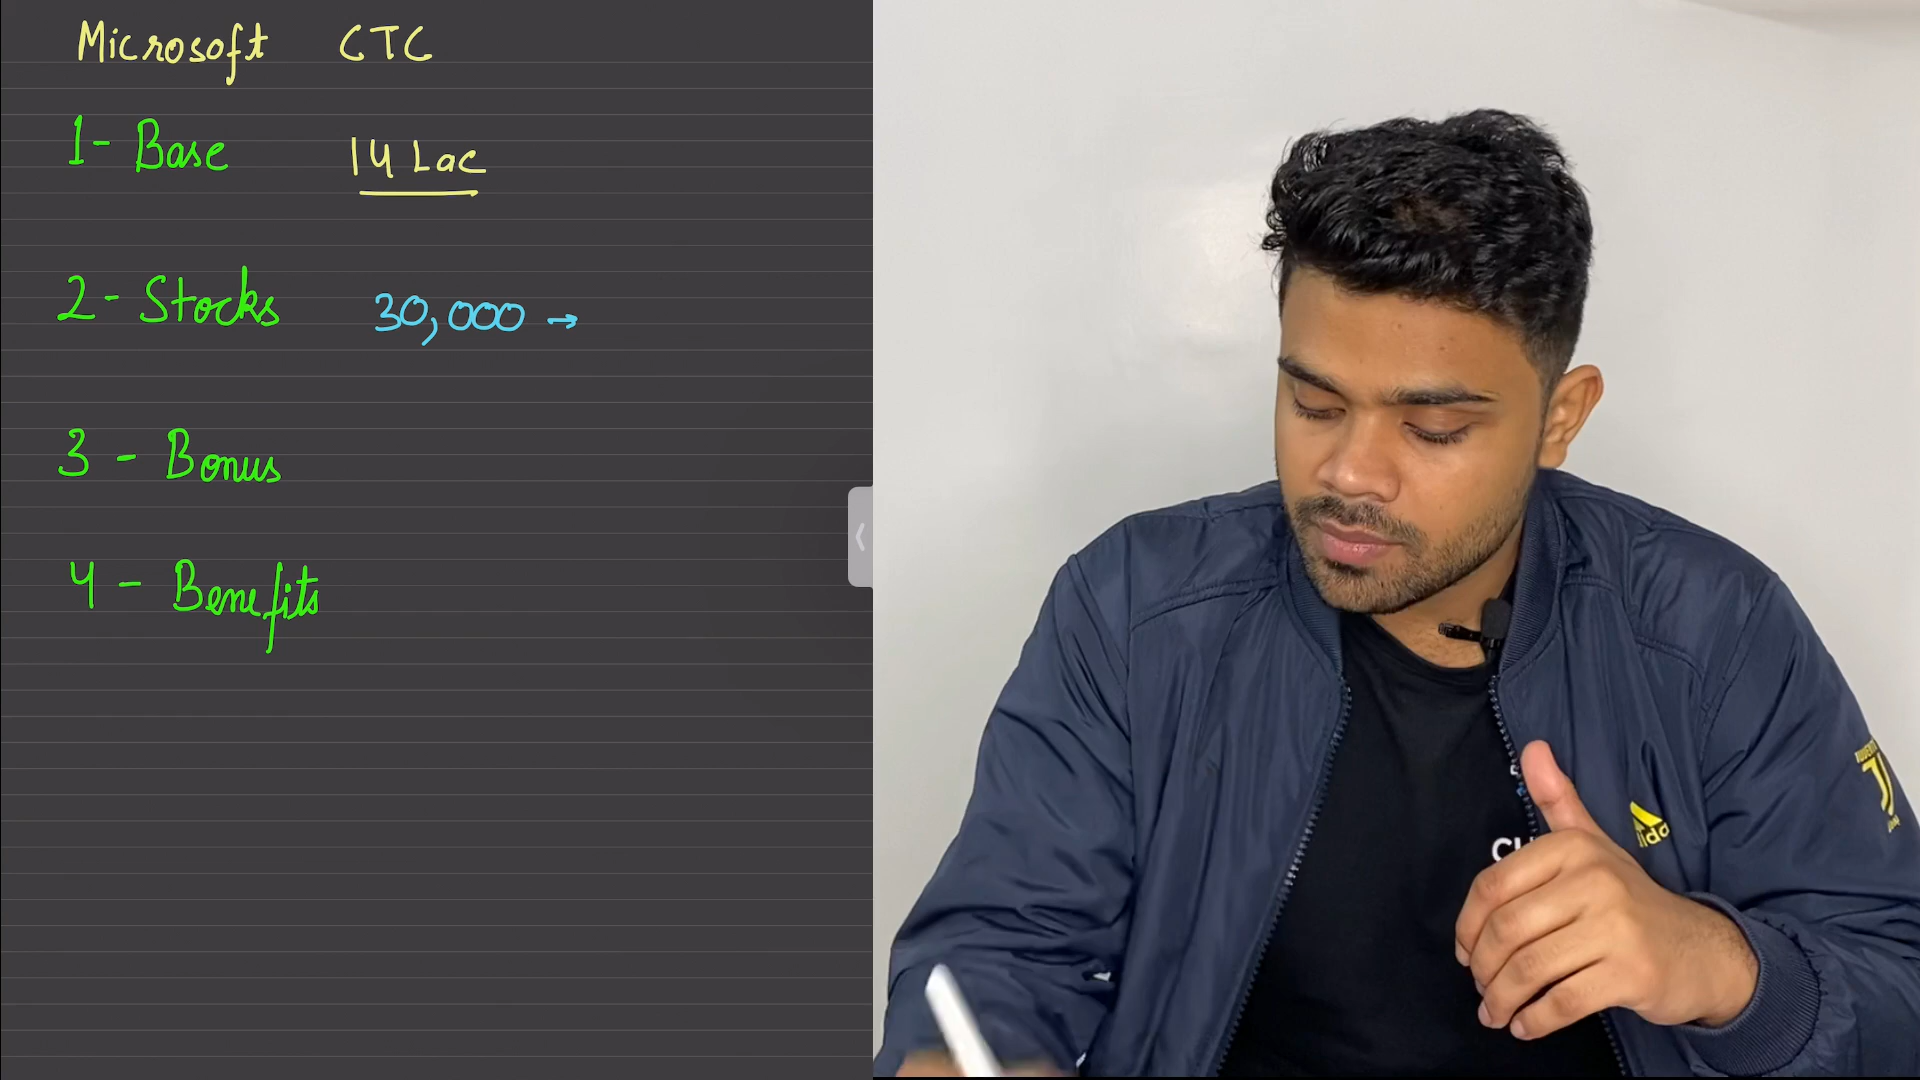 Microsoft CTC
1- Base 14 Lac
2- Stocks 30,000 →
3 - Bonus
4 - Benefits